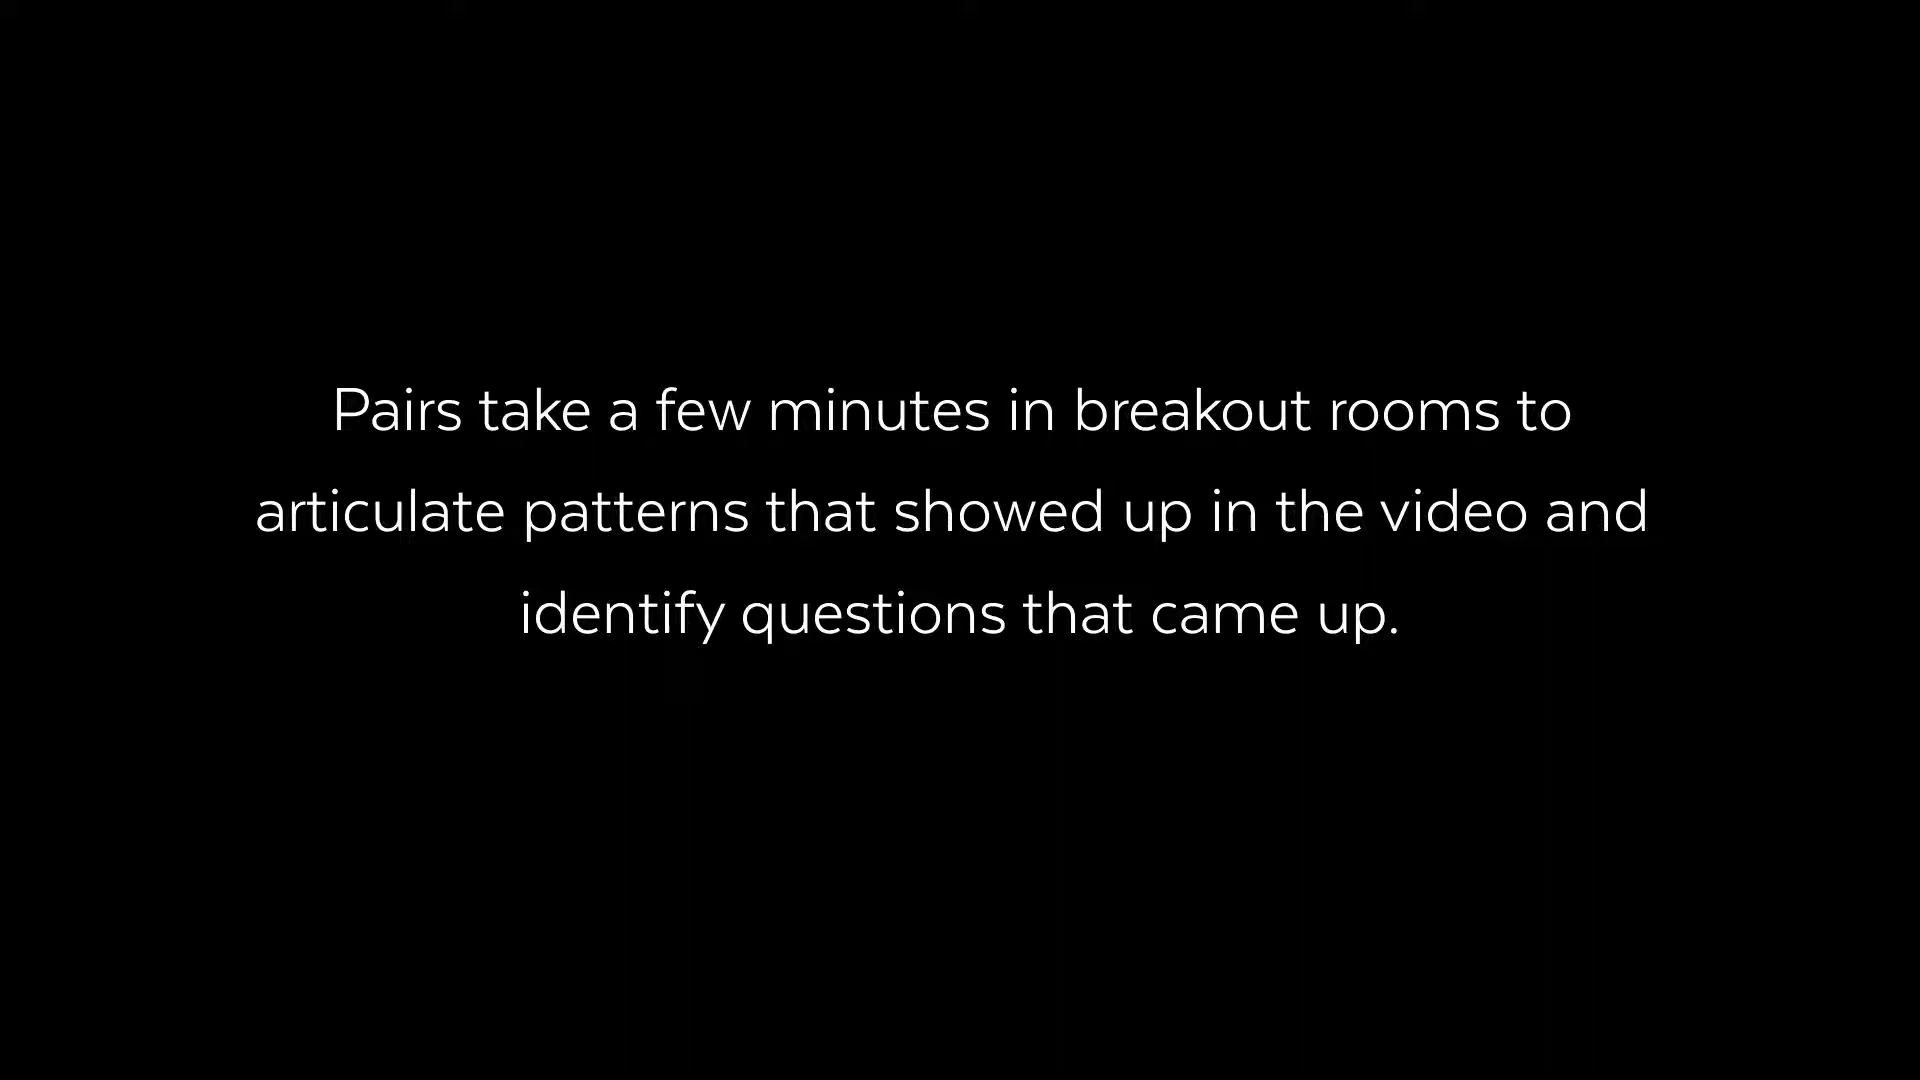 Pairs take a few minutes in breakout rooms to
articulate patterns that showed up in the video and
identify questions that came up.